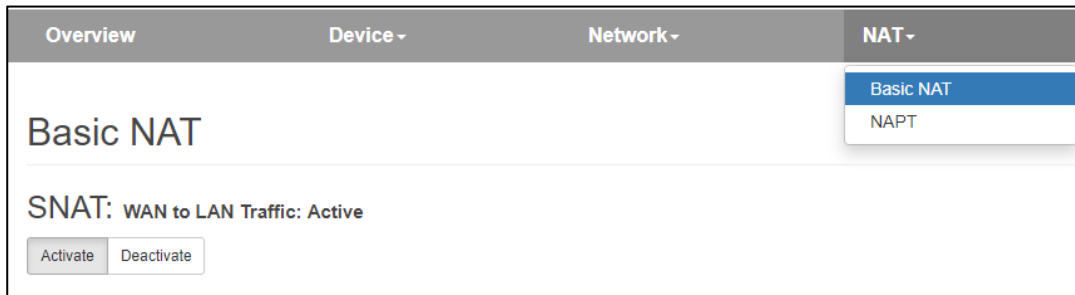 Overview Device Network NAT
Basic NAT
NAPT
Basic NAT
SNAT: WAN to LAN Traffic: Active
Activate Deactivate